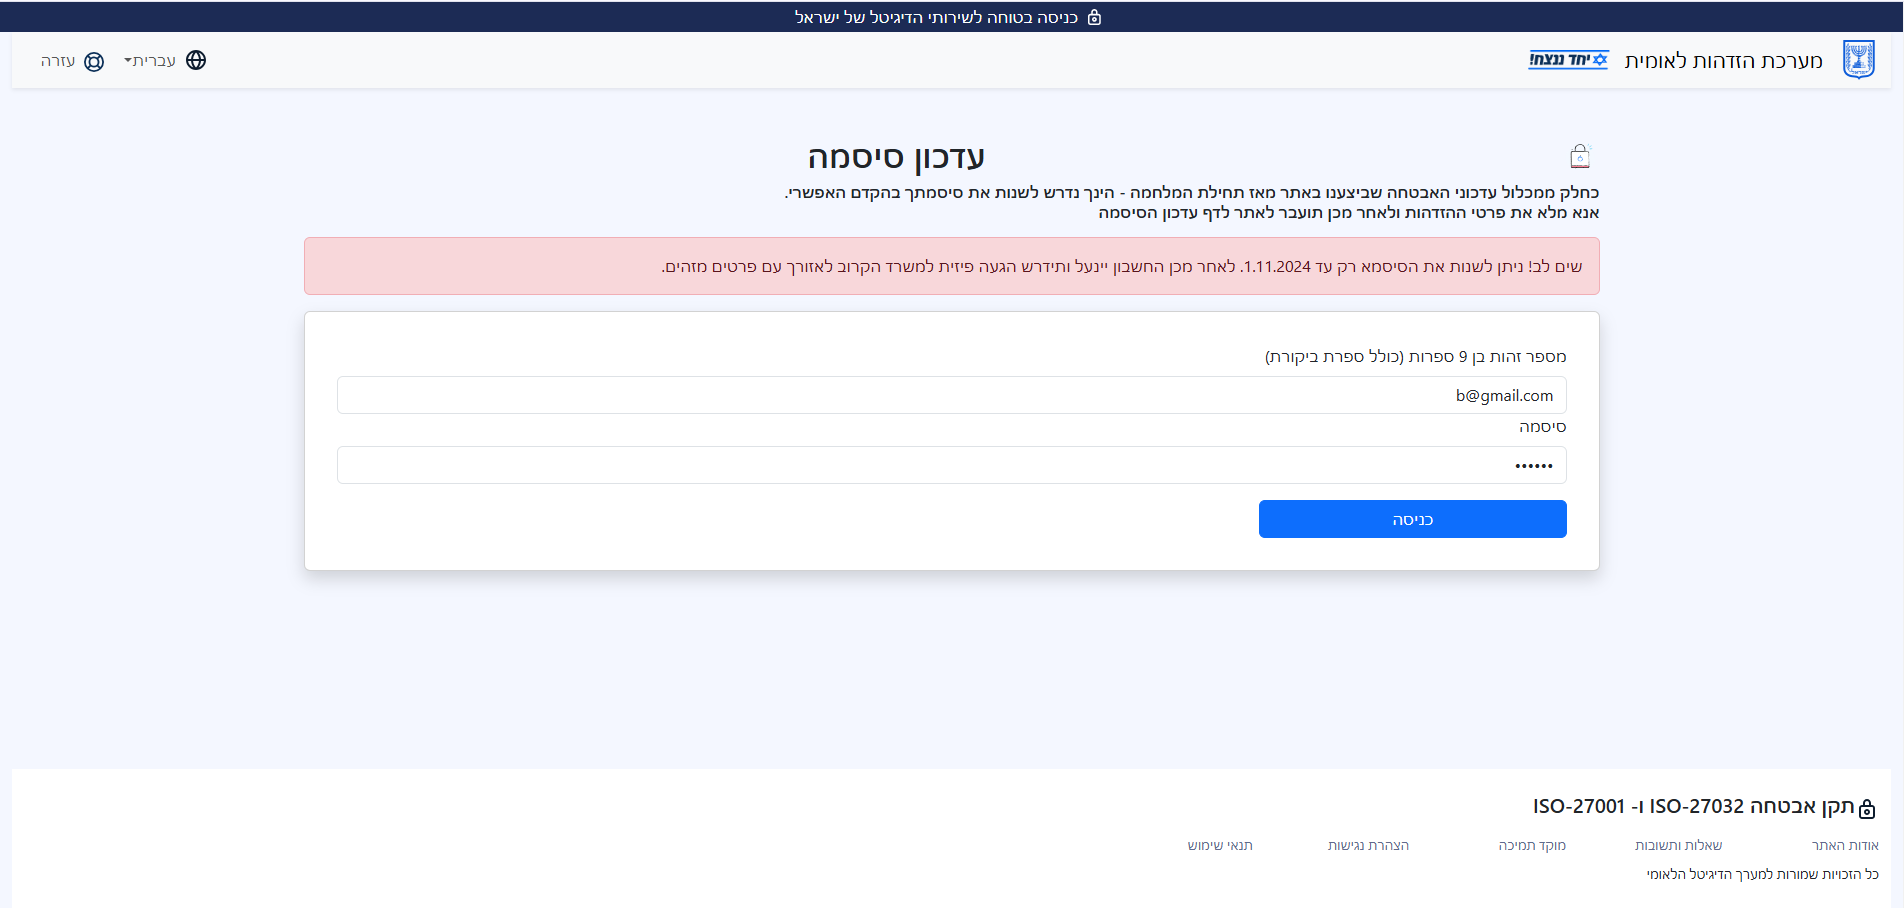 כניסה בטוחה לשירותי הדיגיטל של ישראל
מערכת הזדהות לאומית
יחד ננצח!
עברית
עזרה
עדכון סיסמה
כחלק ממכלול עדכוני האבטחה שביצענו באתר מאז תחילת המלחמה - הינך נדרש לשנות את סיסמתך בהקדם האפשרי.
אנא מלא את פרטי ההזדהות ולאחר מכן תועבר לאתר לדף עדכון הסיסמה
שים לב! ניתן לשנות את הסיסמא רק עד 1.11.2024. לאחר מכן החשבון יינעל ותידרש הגעה פיזית למשרד הקרוב לאזורך עם פרטים מזהים.
מספר זהות בן 9 ספרות (כולל ספרת ביקורת)
b@gmail.com
סיסמה
••••••
כניסה
תקן אבטחה ISO-27032 ו- ISO-27001
אודות האתר
שאלות ותשובות
מוקד תמיכה
הצהרת נגישות
תנאי שימוש
כל הזכויות שמורות למערך הדיגיטל הלאומי